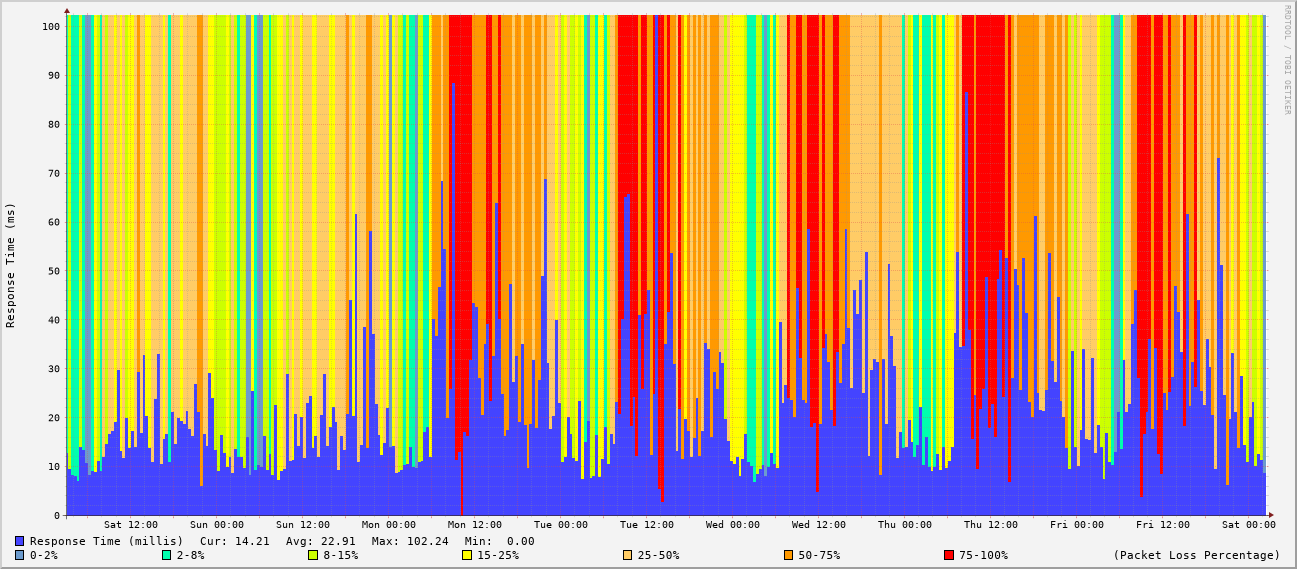 RRDTOOL / TOBI OETIKER
Response Time (ms)
100
90
80
70
60
50
40
30
20
10
0
Sat 12:00 Sun 00:00 Sun 12:00 Mon 00:00 Mon 12:00 Tue 00:00 Tue 12:00 Wed 00:00 Wed 12:00 Thu 00:00 Thu 12:00 Fri 00:00 Fri 12:00 Sat 00:00
Response Time (millis) Cur: 14.21 Avg: 22.91 Max: 102.24 Min: 0.00
0-2% 2-8% 8-15% 15-25% 25-50% 50-75% 75-100% (Packet Loss Percentage)